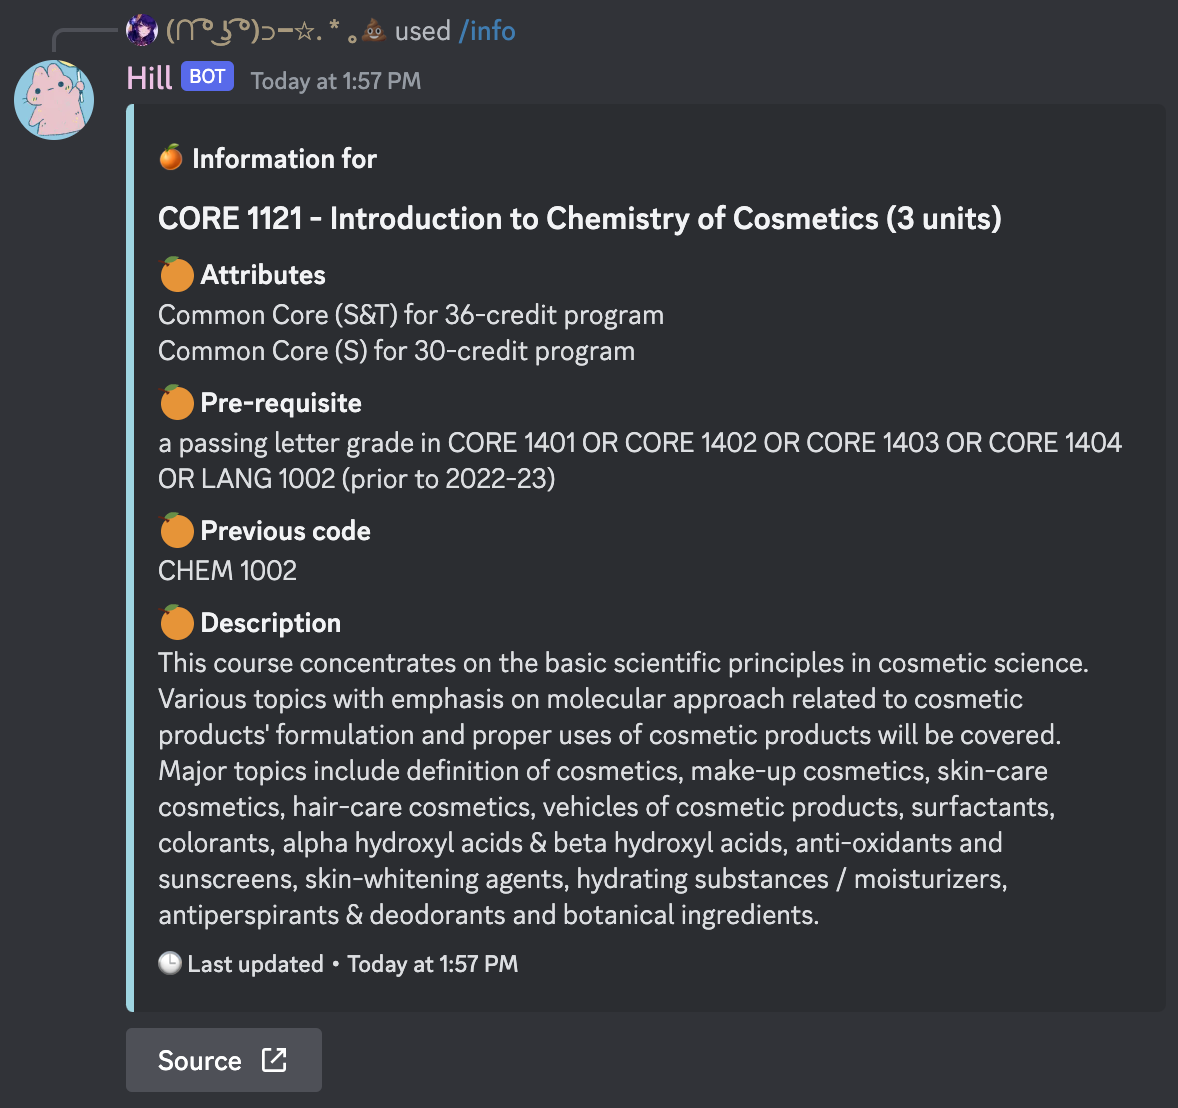 (∩ ͡° ͜ʖ ͡°)⊃━☆. * 。💩 used /info
Hill BOT Today at 1:57 PM
🍊 Information for
CORE 1121 - Introduction to Chemistry of Cosmetics (3 units)
Attributes
Common Core (S&T) for 36-credit program
Common Core (S) for 30-credit program
Pre-requisite
a passing letter grade in CORE 1401 OR CORE 1402 OR CORE 1403 OR CORE 1404
OR LANG 1002 (prior to 2022-23)
Previous code
CHEM 1002
Description
This course concentrates on the basic scientific principles in cosmetic science.
Various topics with emphasis on molecular approach related to cosmetic
products' formulation and proper uses of cosmetic products will be covered.
Major topics include definition of cosmetics, make-up cosmetics, skin-care
cosmetics, hair-care cosmetics, vehicles of cosmetic products, surfactants,
colorants, alpha hydroxyl acids & beta hydroxyl acids, anti-oxidants and
sunscreens, skin-whitening agents, hydrating substances / moisturizers,
antiperspirants & deodorants and botanical ingredients.
🕒 Last updated • Today at 1:57 PM
Source